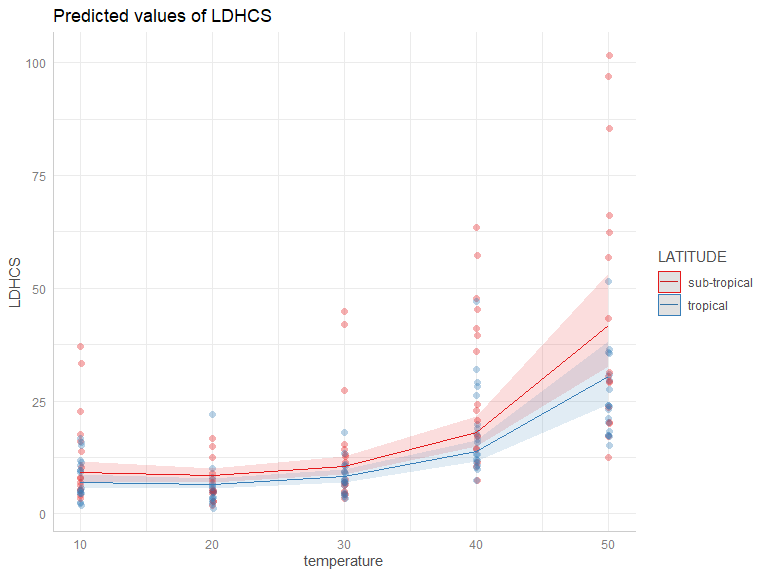 Predicted values of LDHCS
100
75
50
25
0
LDHCS
10 20 30 40 50
temperature
LATITUDE
sub-tropical
tropical